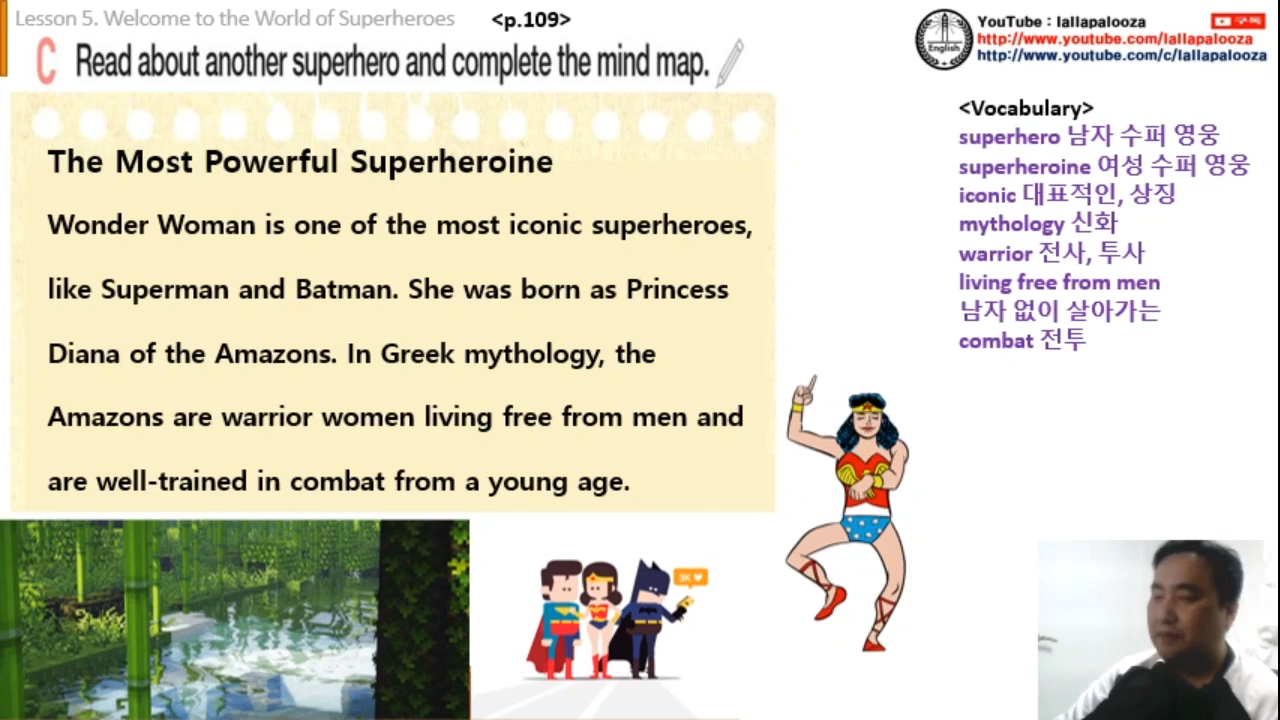 Lesson 5. Welcome to the World of Superheroes
<p.109>
C Read about another superhero and complete the mind map.
English
YouTube : lallapalooza
구독
http://www.youtube.com/lallapalooza
http://www.youtube.com/c/lallapalooza
The Most Powerful Superheroine
Wonder Woman is one of the most iconic superheroes,
like Superman and Batman. She was born as Princess
Diana of the Amazons. In Greek mythology, the
Amazons are warrior women living free from men and
are well-trained in combat from a young age.
<Vocabulary>
superhero 남자 수퍼 영웅
superheroine 여성 수퍼 영웅
iconic 대표적인, 상징
mythology 신화
warrior 전사, 투사
living free from men
남자 없이 살아가는
combat 전투
3K